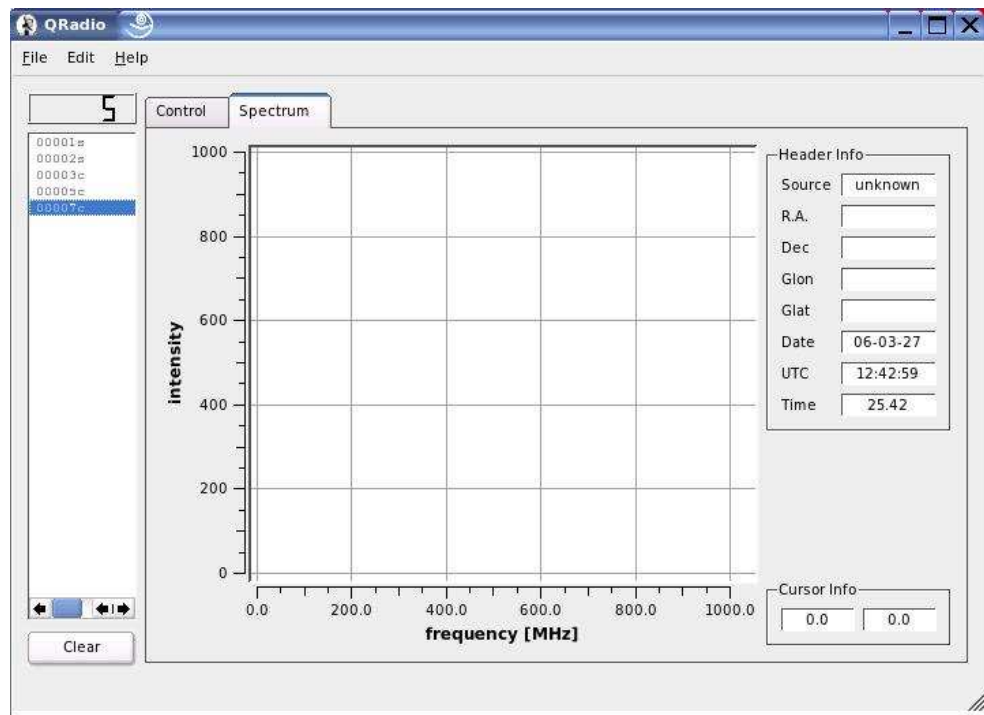 QRadio
File Edit Help
5
00001s
00002s
00003c
00005c
00007c
Clear
Control Spectrum
1000
800
600
400
200
0
intensity
0.0 200.0 400.0 600.0 800.0 1000.0
frequency [MHz]
Header Info
Source unknown
R.A.
Dec
Glon
Glat
Date 06-03-27
UTC 12:42:59
Time 25.42
Cursor Info
0.0 0.0